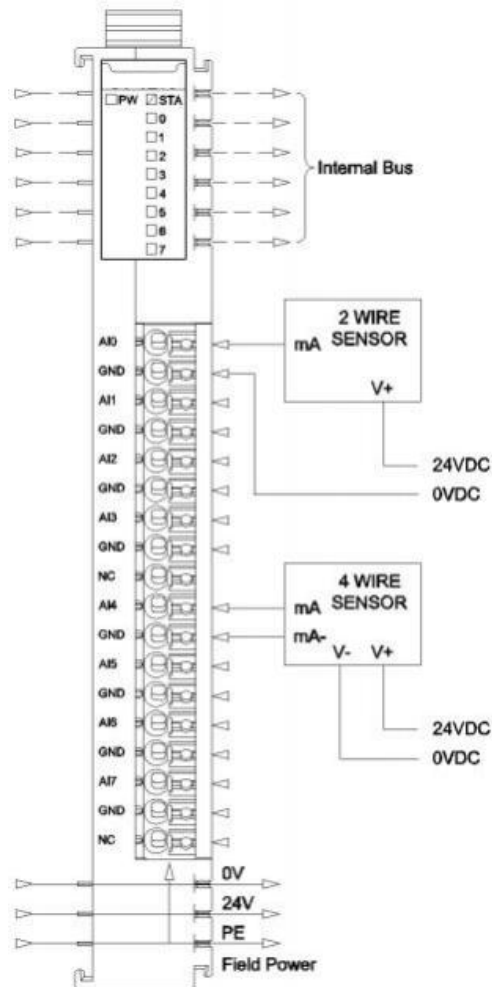 PW STA
0
1
2
3
4
5
6
7
Internal Bus
AI0
GND
AI1
GND
AI2
GND
AI3
GND
NC
AI4
GND
AI5
GND
AI6
GND
AI7
GND
NC
2 WIRE
SENSOR
mA
V+
24VDC
0VDC
4 WIRE
SENSOR
mA
mA-
V- V+
24VDC
0VDC
0V
24V
PE
Field Power